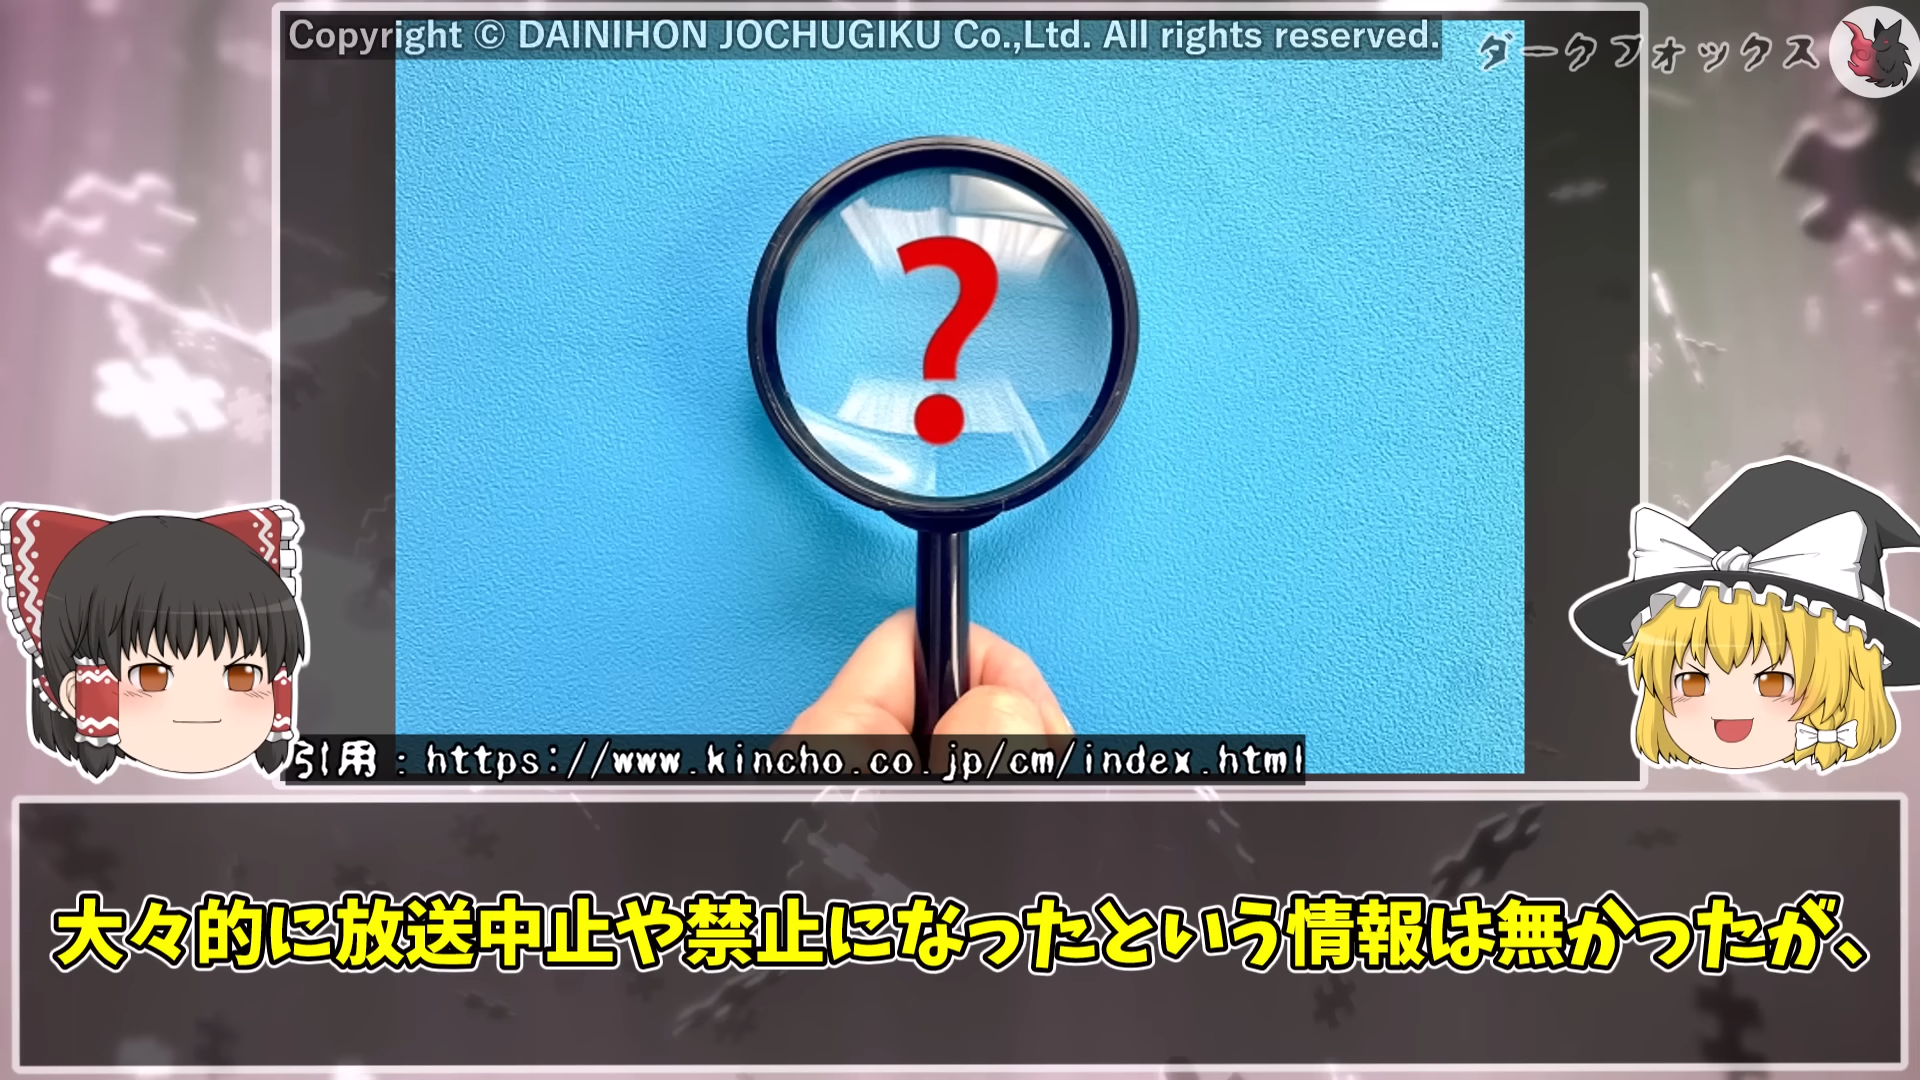 Copyright © DAINIHON JOCHUGIKU Co.,Ltd. All rights reserved.
ダークフォックス
?
引用：https://www.kincho.co.jp/cm/index.html
大々的に放送中止や禁止になったという情報は無かったが、